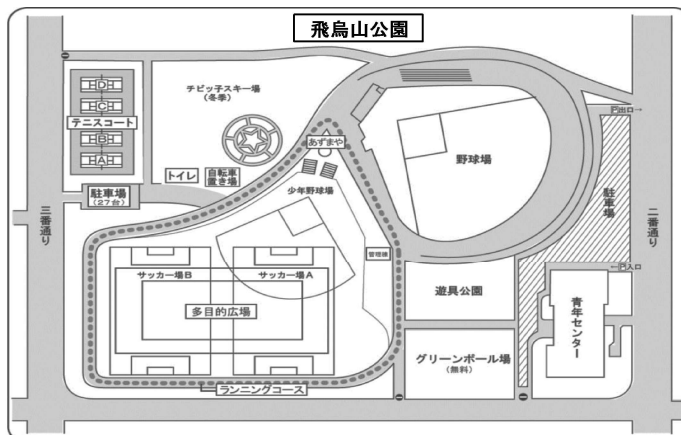 飛鳥山公園
チビッ子スキー場
(冬季)
D
C
テニスコート
B
A
P出口→
あずまや
野球場
トイレ
自転車
置き場
駐車場
(27台)
少年野球場
駐車場
三番通り
二番通り
管理棟
←P入口
サッカー場B
サッカー場A
遊具公園
多目的広場
青年センター
グリーンボール場
(無料)
ランニングコース